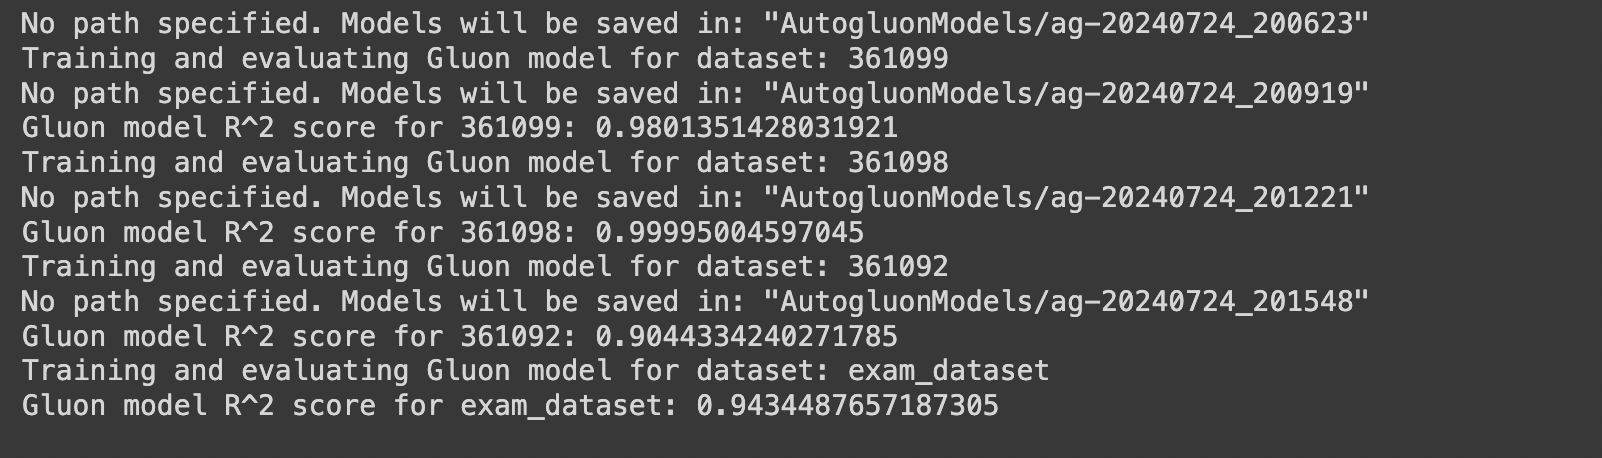 No path specified. Models will be saved in: "AutogluonModels/ag-20240724_200623"
Training and evaluating Gluon model for dataset: 361099
No path specified. Models will be saved in: "AutogluonModels/ag-20240724_200919"
Gluon model R^2 score for 361099: 0.9801351428031921
Training and evaluating Gluon model for dataset: 361098
No path specified. Models will be saved in: "AutogluonModels/ag-20240724_201221"
Gluon model R^2 score for 361098: 0.99995004597045
Training and evaluating Gluon model for dataset: 361092
No path specified. Models will be saved in: "AutogluonModels/ag-20240724_201548"
Gluon model R^2 score for 361092: 0.9044334240271785
Training and evaluating Gluon model for dataset: exam_dataset
Gluon model R^2 score for exam_dataset: 0.9434487657187305